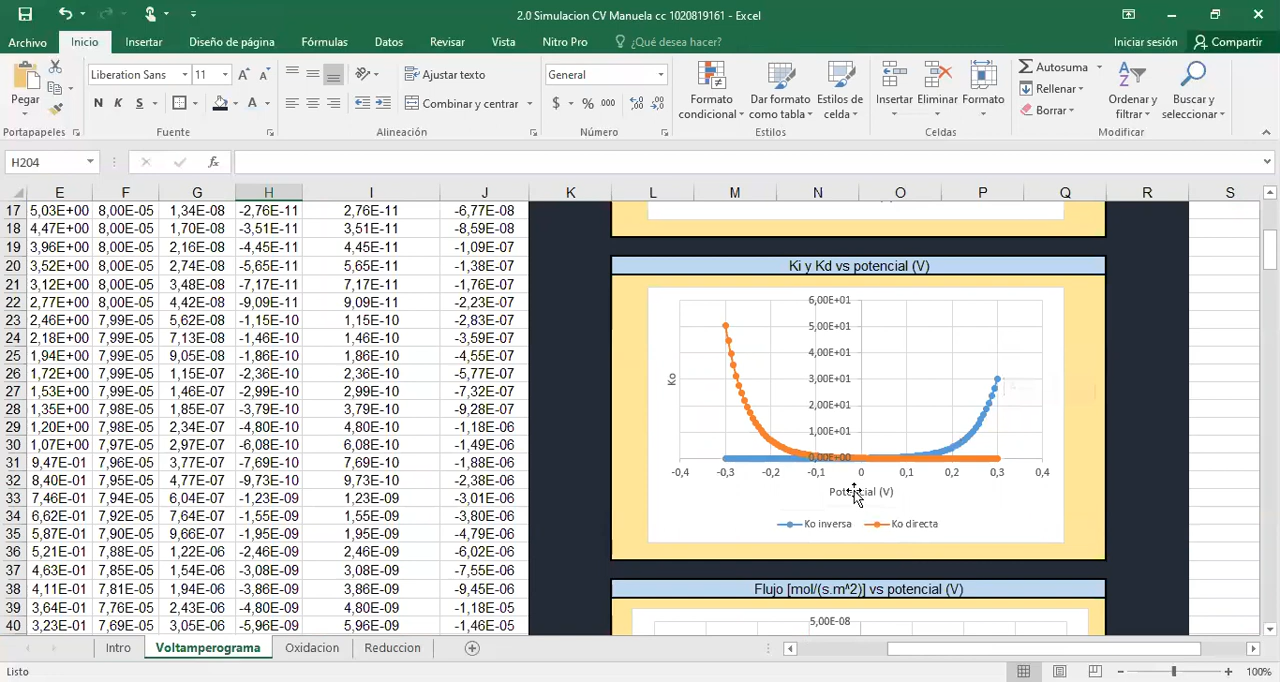 2.0 Simulacion CV Manuela cc 1020819161 - Excel
Archivo Inicio Insertar Diseño de página Fórmulas Datos Revisar Vista Nitro Pro ¿Qué desea hacer? Iniciar sesión Compartir
Pegar
Liberation Sans 11
N K S
Ajustar texto
Combinar y centrar
General
$ % 000
Formato condicional
Dar formato como tabla
Estilos de celda
Insertar Eliminar Formato
Autosuma
Rellenar
Borrar
Ordenar y filtrar
Buscar y seleccionar
Portapapeles Fuente Alineación Número Estilos Celdas Modificar
H204 fx
E F G H I J K L M N O P Q R S
17 5,03E+00 8,00E-05 1,34E-08 -2,76E-11 2,76E-11 -6,77E-08
18 4,47E+00 8,00E-05 1,70E-08 -3,51E-11 3,51E-11 -8,59E-08
19 3,96E+00 8,00E-05 2,16E-08 -4,45E-11 4,45E-11 -1,09E-07
20 3,52E+00 8,00E-05 2,74E-08 -5,65E-11 5,65E-11 -1,38E-07
21 3,12E+00 8,00E-05 3,48E-08 -7,17E-11 7,17E-11 -1,76E-07
22 2,77E+00 8,00E-05 4,42E-08 -9,09E-11 9,09E-11 -2,23E-07
23 2,46E+00 7,99E-05 5,62E-08 -1,15E-10 1,15E-10 -2,83E-07
24 2,18E+00 7,99E-05 7,13E-08 -1,46E-10 1,46E-10 -3,59E-07
25 1,94E+00 7,99E-05 9,05E-08 -1,86E-10 1,86E-10 -4,55E-07
26 1,72E+00 7,99E-05 1,15E-07 -2,36E-10 2,36E-10 -5,77E-07
27 1,53E+00 7,99E-05 1,46E-07 -2,99E-10 2,99E-10 -7,32E-07
28 1,35E+00 7,98E-05 1,85E-07 -3,79E-10 3,79E-10 -9,28E-07
29 1,20E+00 7,98E-05 2,34E-07 -4,80E-10 4,80E-10 -1,18E-06
30 1,07E+00 7,97E-05 2,97E-07 -6,08E-10 6,08E-10 -1,49E-06
31 9,47E-01 7,96E-05 3,77E-07 -7,69E-10 7,69E-10 -1,88E-06
32 8,40E-01 7,95E-05 4,77E-07 -9,73E-10 9,73E-10 -2,38E-06
33 7,46E-01 7,94E-05 6,04E-07 -1,23E-09 1,23E-09 -3,01E-06
34 6,62E-01 7,92E-05 7,64E-07 -1,55E-09 1,55E-09 -3,80E-06
35 5,87E-01 7,90E-05 9,66E-07 -1,95E-09 1,95E-09 -4,79E-06
36 5,21E-01 7,88E-05 1,22E-06 -2,46E-09 2,46E-09 -6,02E-06
37 4,63E-01 7,85E-05 1,54E-06 -3,08E-09 3,08E-09 -7,55E-06
38 4,11E-01 7,81E-05 1,94E-06 -3,86E-09 3,86E-09 -9,45E-06
39 3,64E-01 7,76E-05 2,43E-06 -4,80E-09 4,80E-09 -1,18E-05
40 3,23E-01 7,69E-05 3,05E-06 -5,96E-09 5,96E-09 -1,46E-05
Ki y Kd vs potencial (V)
6,00E+01
5,00E+01
4,00E+01
3,00E+01
2,00E+01
1,00E+01
0,00E+00
Ko
-0,4 -0,3 -0,2 -0,1 0 0,1 0,2 0,3 0,4
Potencial (V)
Ko inversa Ko directa
Flujo [mol/(s.m^2)] vs potencial (V)
5,00E-08
Intro Voltamperograma Oxidacion Reduccion
Listo 100%